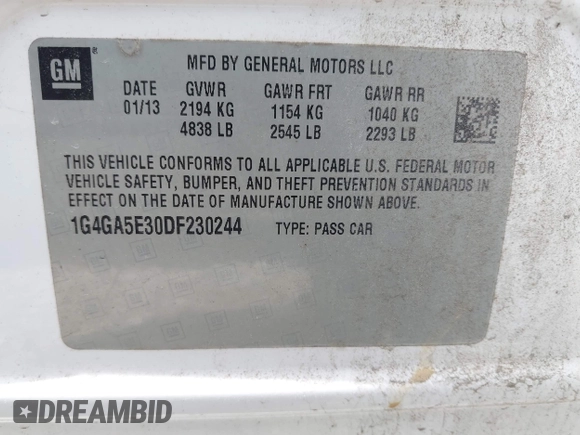 GM
®
MFD BY GENERAL MOTORS LLC
DATE GVWR GAWR FRT GAWR RR
01/13 2194 KG 1154 KG 1040 KG
4838 LB 2545 LB 2293 LB
THIS VEHICLE CONFORMS TO ALL APPLICABLE U.S. FEDERAL MOTOR
VEHICLE SAFETY, BUMPER, AND THEFT PREVENTION STANDARDS IN
EFFECT ON THE DATE OF MANUFACTURE SHOWN ABOVE.
1G4GA5E30DF230244 TYPE: PASS CAR
DREAMBID